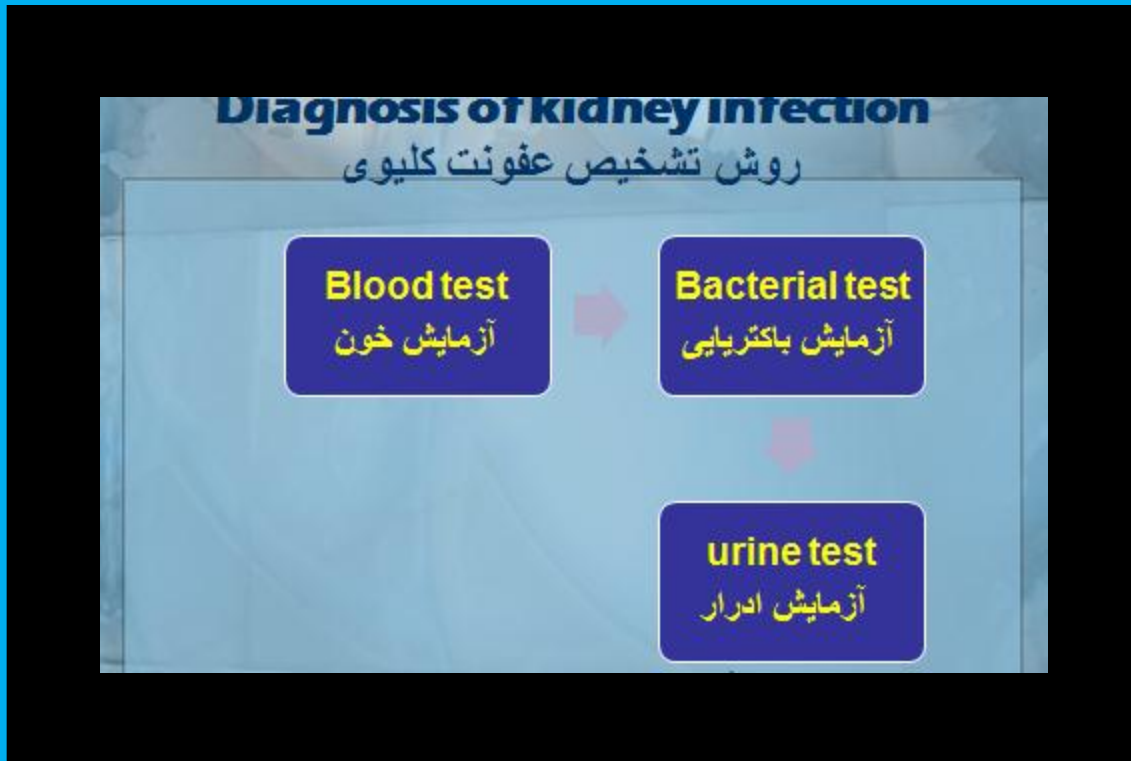 Diagnosis of kidney infection
روش تشخیص عفونت کلیوی
Blood test
آزمایش خون
Bacterial test
آزمایش باکتریایی
urine test
آزمایش ادرار